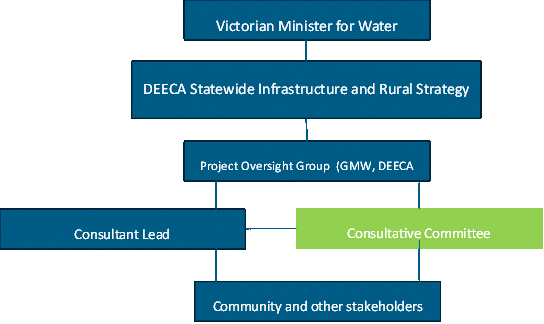 Victorian Minister for Water
DEECA Statewide Infrastructure and Rural Strategy
Project Oversight Group (GMW, DEECA
Consultant Lead
Consultative Committee
Community and other stakeholders